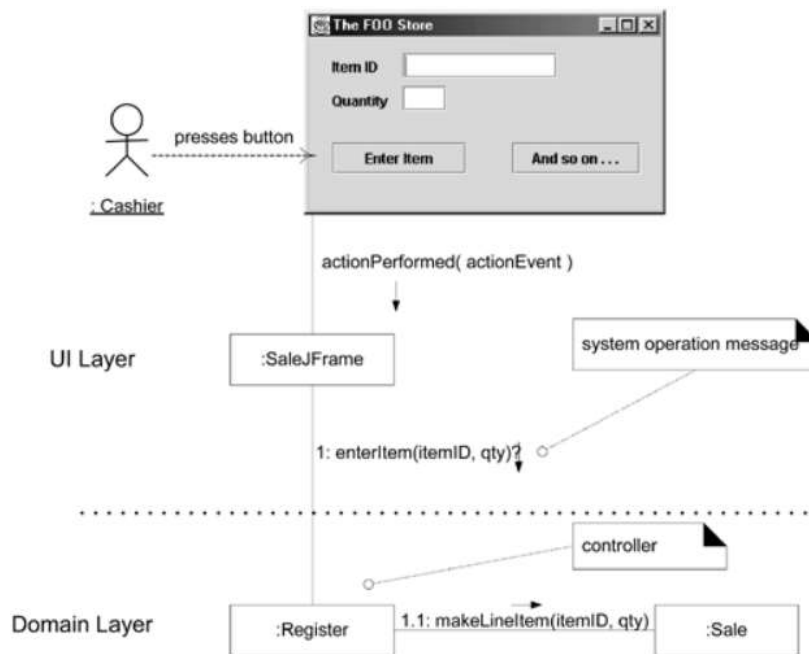 The FOO Store
Item ID
Quantity
presses button
Enter Item
And so on . . .
: Cashier
actionPerformed( actionEvent )
UI Layer
:SaleJFrame
system operation message
1: enterItem(itemID, qty)?
controller
Domain Layer
:Register
1.1: makeLineItem(itemID, qty)
:Sale